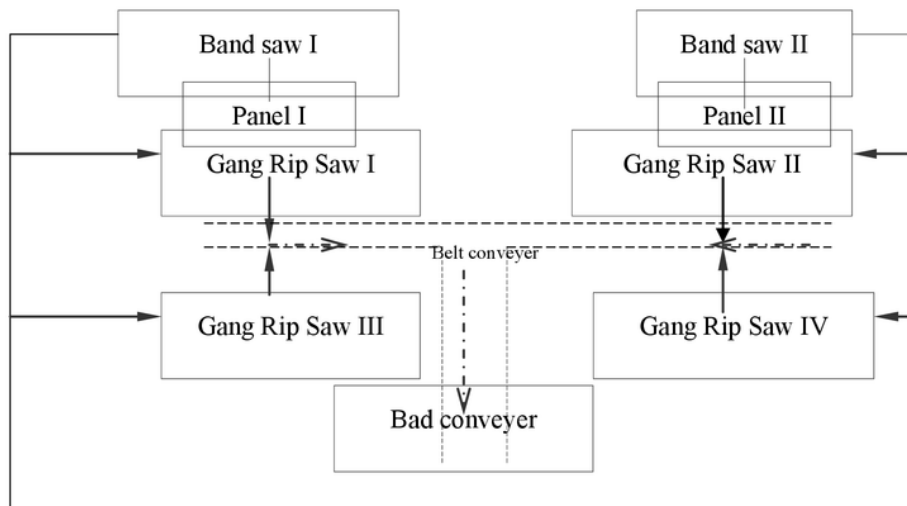 Band saw I
Band saw II
Panel I
Panel II
Gang Rip Saw I
Gang Rip Saw II
Belt conveyer
Gang Rip Saw III
Gang Rip Saw IV
Bad conveyer